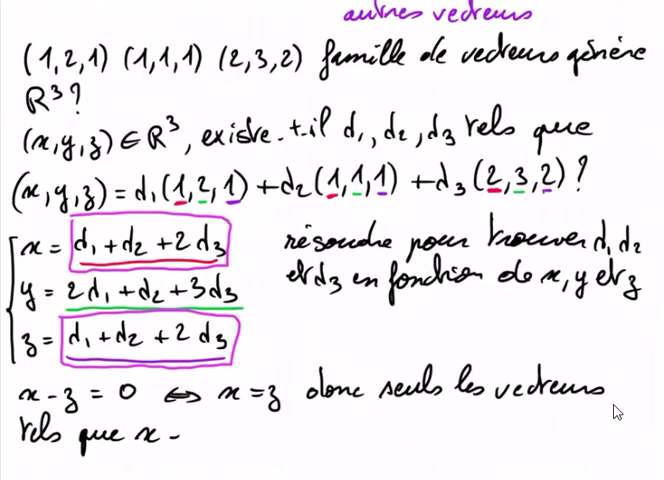 autres vecteurs
(1,2,1) (1,1,1) (2,3,2) famille de vecteurs génère
R³?
(x,y,z) ∈ R³, existe-t-il d₁, d₂, d₃ tels que
(x,y,z) = d₁(1,2,1) + d₂(1,1,1) + d₃(2,3,2)?
x = d₁ + d₂ + 2d₃
résoudre pour trouver d₁ d₂
y = 2d₁ + d₂ + 3d₃
et d₃ en fonction de x, y et z
z = d₁ + d₂ + 2d₃
x - z = 0 ⇔ x = z donc seuls les vecteurs
tels que x -